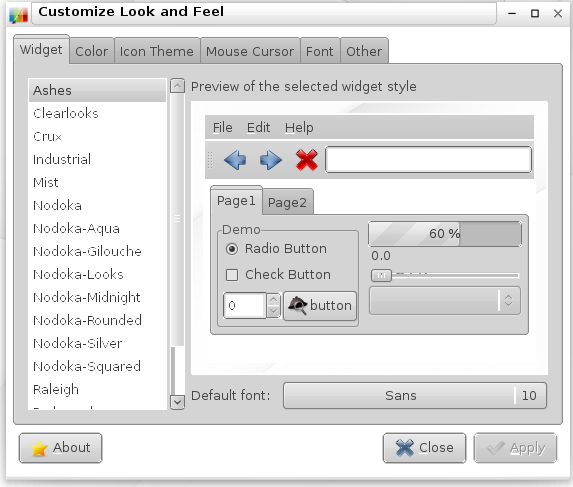 Customize Look and Feel
Widget Color Icon Theme Mouse Cursor Font Other
Preview of the selected widget style
Ashes
Clearlooks
Crux
Industrial
Mist
Nodoka
Nodoka-Aqua
Nodoka-Gilouche
Nodoka-Looks
Nodoka-Midnight
Nodoka-Rounded
Nodoka-Silver
Nodoka-Squared
Raleigh
File Edit Help
Page1 Page2
Demo
Radio Button
Check Button
0
button
60 %
0.0
Default font: Sans 10
About Close Apply